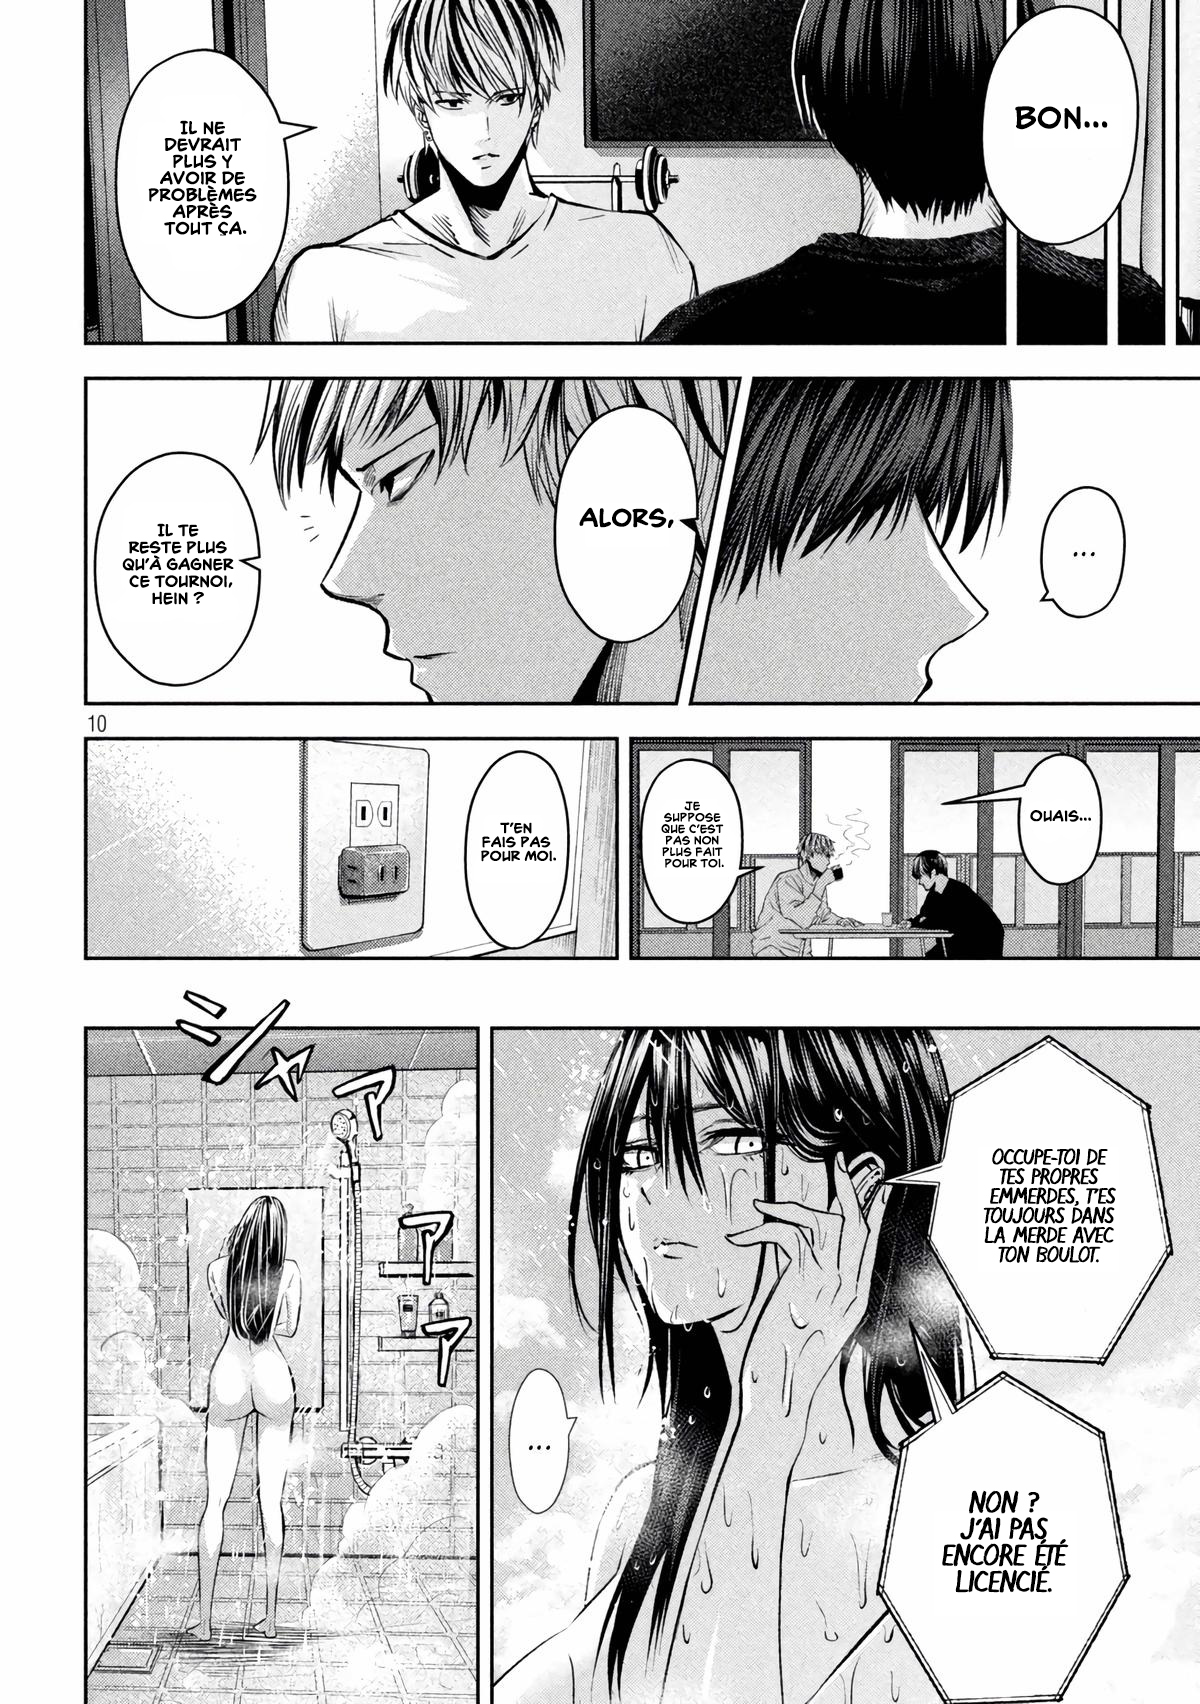 BON...
IL NE
DEVRAIT
PLUS Y
AVOIR DE
PROBLÈMES
APRÈS
TOUT ÇA.
...
ALORS,
IL TE
RESTE PLUS
QU'À GAGNER
CE TOURNOI,
HEIN ?
10
OUAIS...
JE
SUPPOSE
QUE C'EST
PAS NON
PLUS FAIT
POUR TOI.
T'EN
FAIS PAS
POUR MOI.
OCCUPE-TOI DE
TES PROPRES
EMMERDES, T'ES
TOUJOURS DANS
LA MERDE AVEC
TON BOULOT.
NON ?
J'AI PAS
ENCORE ÉTÉ
LICENCIÉ.
...
シャアアア